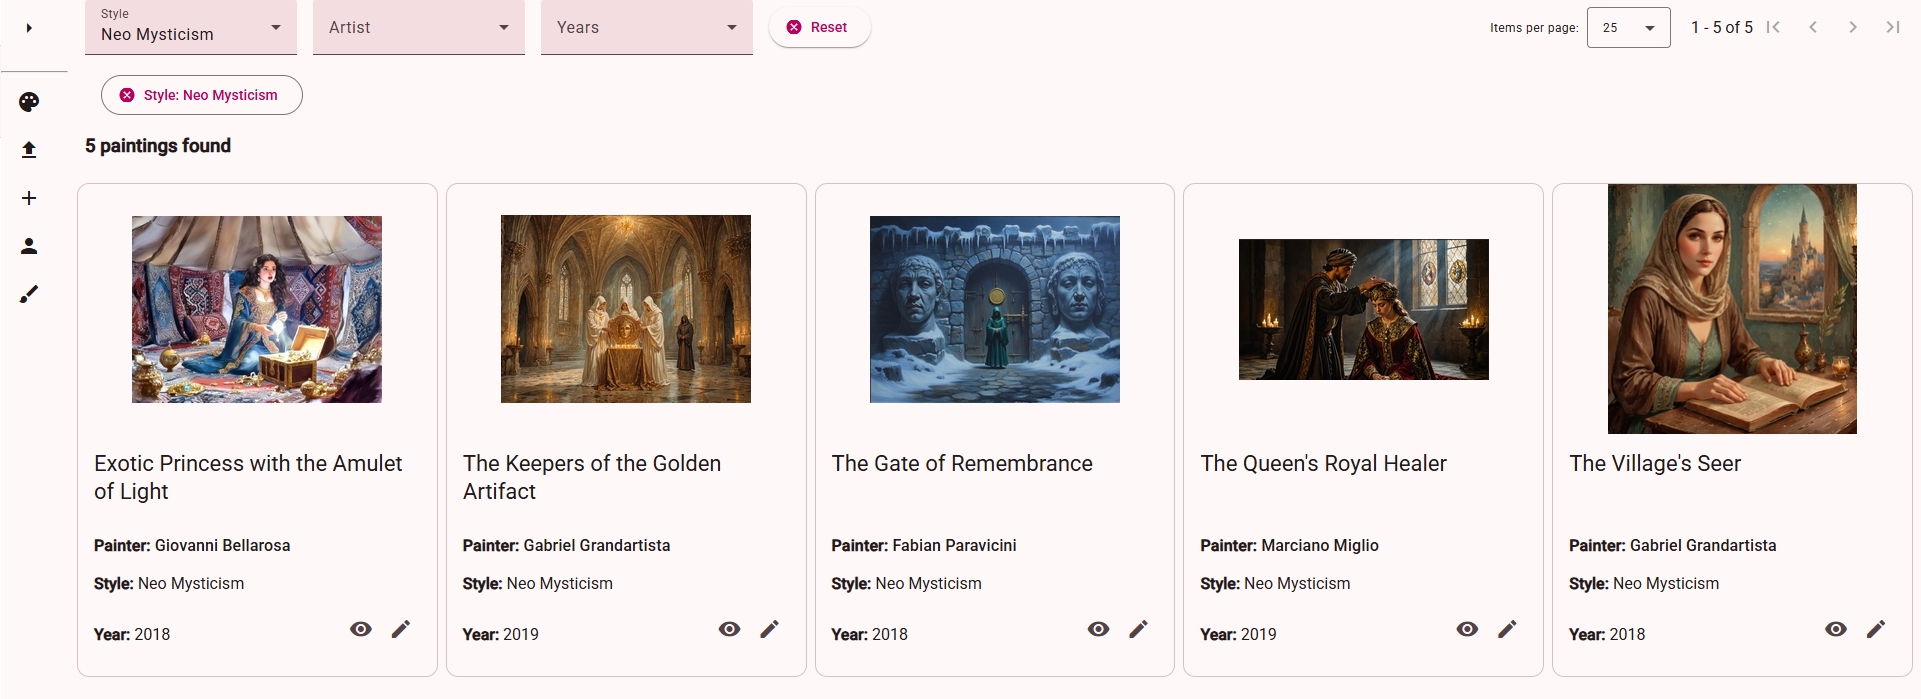 Style
Neo Mysticism
Artist
Years
Reset
Items per page:
25
1 - 5 of 5
Style: Neo Mysticism
5 paintings found
Exotic Princess with the Amulet
of Light
Painter: Giovanni Bellarosa
Style: Neo Mysticism
Year: 2018
The Keepers of the Golden
Artifact
Painter: Gabriel Grandartista
Style: Neo Mysticism
Year: 2019
The Gate of Remembrance
Painter: Fabian Paravicini
Style: Neo Mysticism
Year: 2018
The Queen's Royal Healer
Painter: Marciano Miglio
Style: Neo Mysticism
Year: 2019
The Village's Seer
Painter: Gabriel Grandartista
Style: Neo Mysticism
Year: 2018